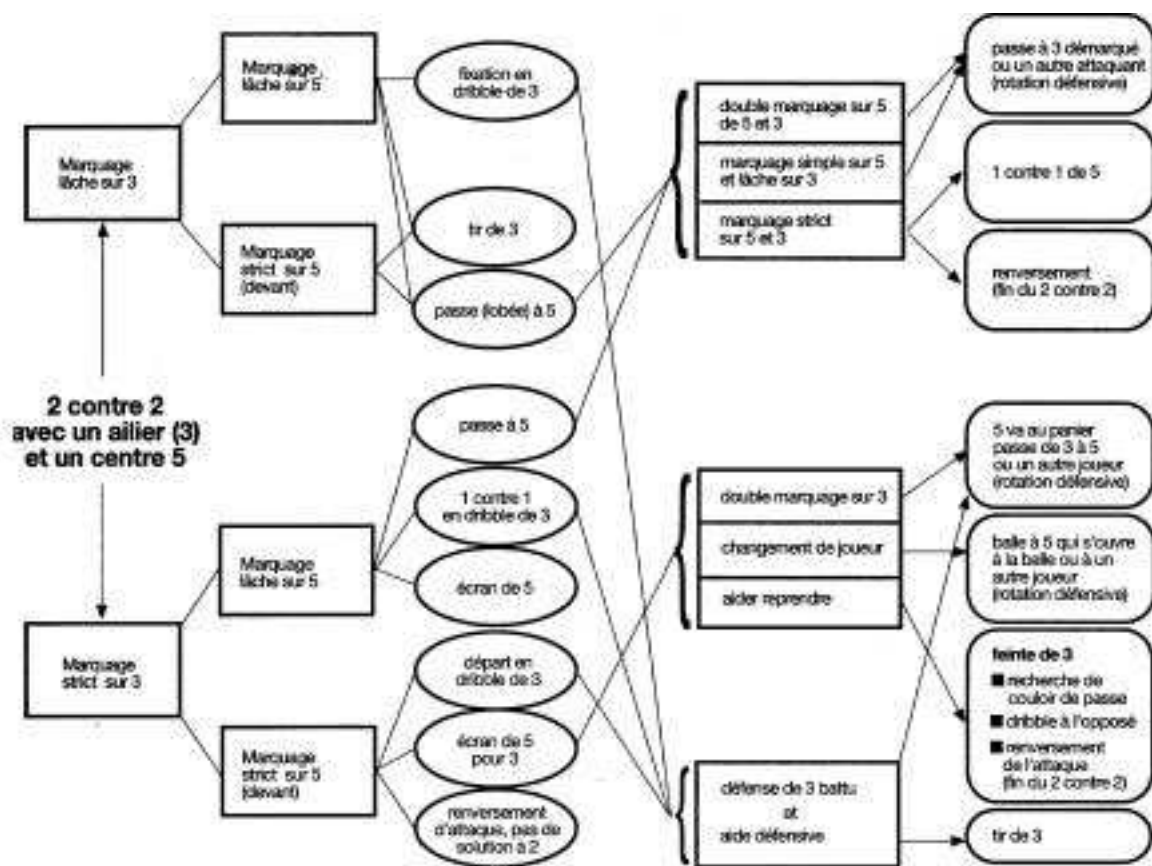 Marquage
lâche sur 3
Marquage
lâche sur 5
Marquage
strict sur 5
(devant)
fixation en
dribble de 3
tir de 3
passe (lobée) à 5
double marquage sur 5
de 5 et 3
marquage simple sur 5
et lâche sur 3
marquage strict
sur 5 et 3
passe à 3 démarqué
ou un autre attaquant
(rotation défensive)
1 contre 1 de 5
renversement
(fin du 2 contre 2)
2 contre 2
avec un ailier (3)
et un centre 5
Marquage
strict sur 3
Marquage
lâche sur 5
Marquage
strict sur 5
(devant)
passe à 5
1 contre 1
en dribble de 3
écran de 5
départ en
dribble de 3
écran de 5
pour 3
renversement
d'attaque, pas de
solution à 2
double marquage sur 3
changement de joueur
aider reprendre
défense de 3 battu
et
aide défensive
5 va au panier
passe de 3 à 5
ou un autre joueur
(rotation défensive)
balle à 5 qui s'ouvre
à la balle ou à un
autre joueur
(rotation défensive)
feinte de 3
■ recherche de
couloir de passe
■ dribble à l'opposé
■ renversement
de l'attaque
(fin du 2 contre 2)
tir de 3